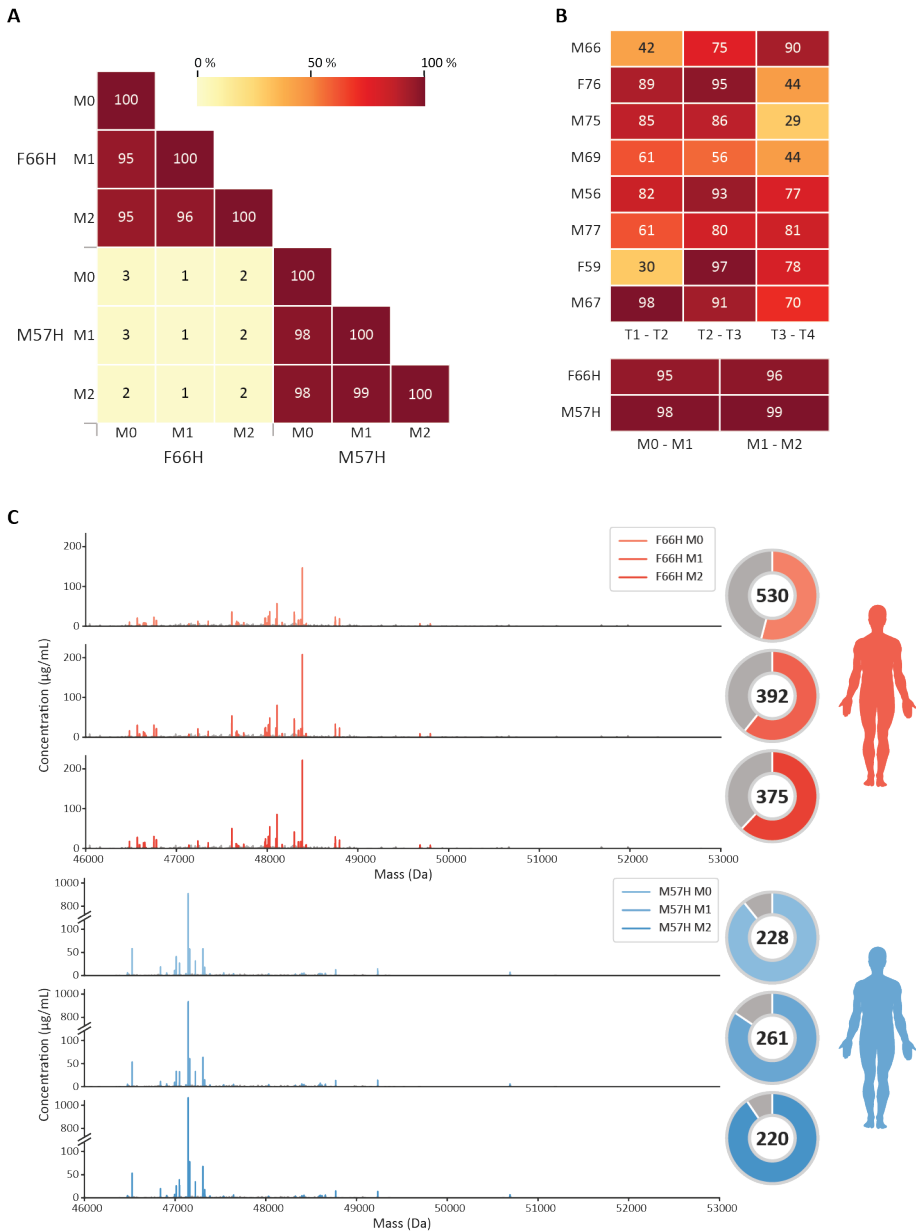 A
0 % 50 % 100 %
M0 100
F66H M1 95 100
M2 95 96 100
M0 3 1 2 100
M57H M1 3 1 2 98 100
M2 2 1 2 98 99 100
M0 M1 M2 M0 M1 M2
F66H M57H
B
M66 42 75 90
F76 89 95 44
M75 85 86 29
M69 61 56 44
M56 82 93 77
M77 61 80 81
F59 30 97 78
M67 98 91 70
T1 - T2 T2 - T3 T3 - T4
F66H 95 96
M57H 98 99
M0 - M1 M1 - M2
C
Concentration (µg/mL)
200
100
0
F66H M0
F66H M1
F66H M2
530
200
100
0
392
200
100
0
375
46000 47000 48000 49000 50000 51000 52000 53000
Mass (Da)
Concentration (µg/mL)
1000
800
50
0
M57H M0
M57H M1
M57H M2
228
1000
800
100
50
0
261
1000
800
100
50
0
220
46000 47000 48000 49000 50000 51000 52000 53000
Mass (Da)